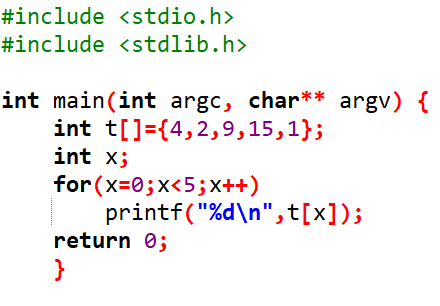 #include <stdio.h>
#include <stdlib.h>

int main(int argc, char** argv) {
    int t[]={4,2,9,15,1};
    int x;
    for(x=0;x<5;x++)
        printf("%d\n",t[x]);
    return 0;
    }